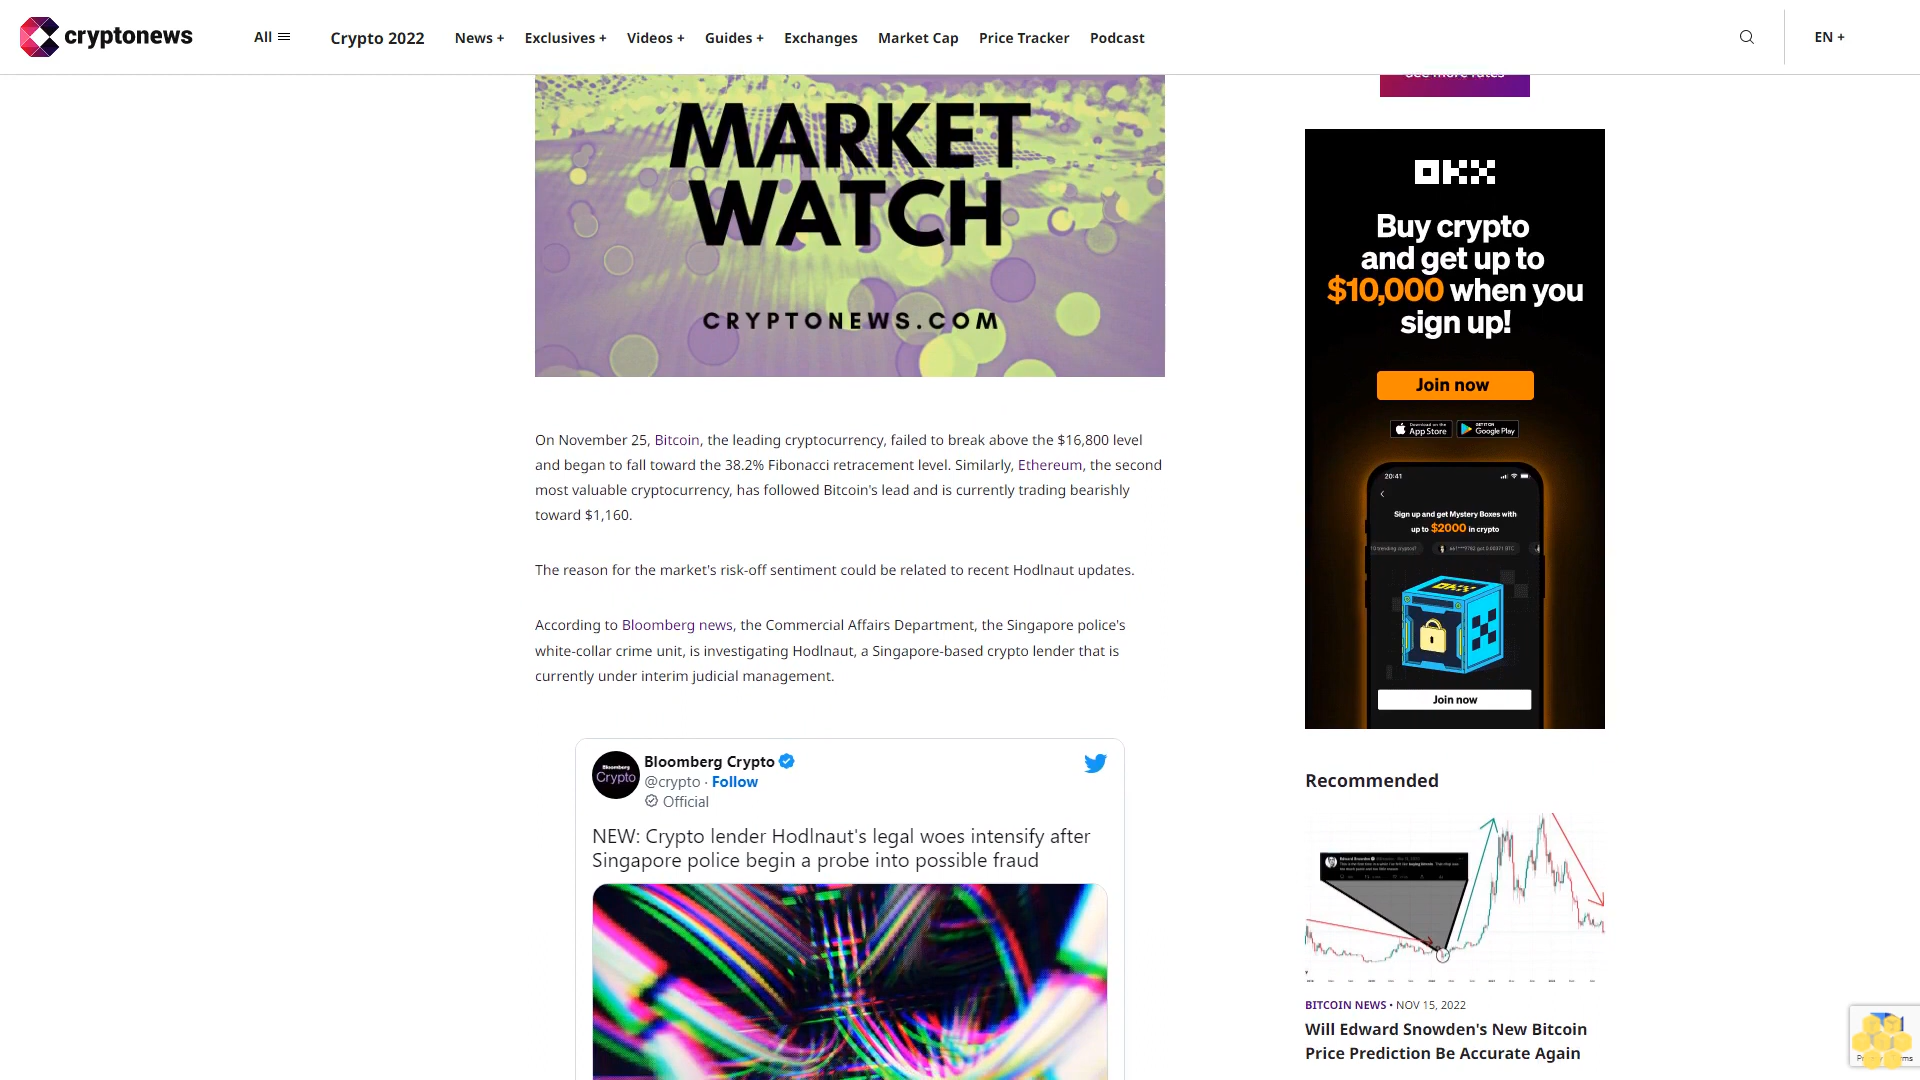 cryptonews
All
Crypto 2022
News +
Exclusives +
Videos +
Guides +
Exchanges
Market Cap
Price Tracker
Podcast
EN +
MARKET
WATCH
CRYPTONEWS.COM
On November 25, Bitcoin, the leading cryptocurrency, failed to break above the $16,800 level
and began to fall toward the 38.2% Fibonacci retracement level. Similarly, Ethereum, the second
most valuable cryptocurrency, has followed Bitcoin's lead and is currently trading bearishly
toward $1,160.
The reason for the market's risk-off sentiment could be related to recent Hodlnaut updates.
According to Bloomberg news, the Commercial Affairs Department, the Singapore police's
white-collar crime unit, is investigating Hodlnaut, a Singapore-based crypto lender that is
currently under interim judicial management.
Bloomberg
Crypto
Bloomberg Crypto
@crypto · Follow
Official
NEW: Crypto lender Hodlnaut's legal woes intensify after
Singapore police begin a probe into possible fraud
see more rates
OKX
Buy crypto
and get up to
$10,000 when you
sign up!
Join now
Download on the
App Store
GET IT ON
Google Play
20:41
Sign up and get Mystery Boxes with
up to $2000 in crypto
OKX
Join now
Recommended
BITCOIN NEWS • NOV 15, 2022
Will Edward Snowden's New Bitcoin
Price Prediction Be Accurate Again